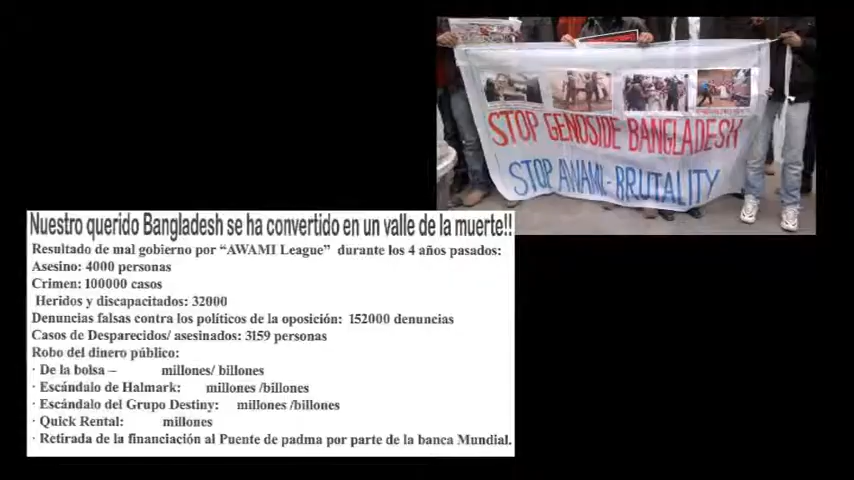 STOP GENOSIDE BANGLADESH
STOP AWAMI-BRUTALITY
Nuestro querido Bangladesh se ha convertido en un valle de la muerte!!
Resultado de mal gobierno por “AWAMI League” durante los 4 años pasados:
Asesino: 4000 personas
Crimen: 100000 casos
Heridos y discapacitados: 32000
Denuncias falsas contra los políticos de la oposición: 152000 denuncias
Casos de Desparecidos/ asesinados: 3159 personas
Robo del dinero público:
· De la bolsa – millones/ billones
· Escándalo de Halmark: millones /billones
· Escándalo del Grupo Destiny: millones /billones
· Quick Rental: millones
· Retirada de la financiación al Puente de padma por parte de la banca Mundial.